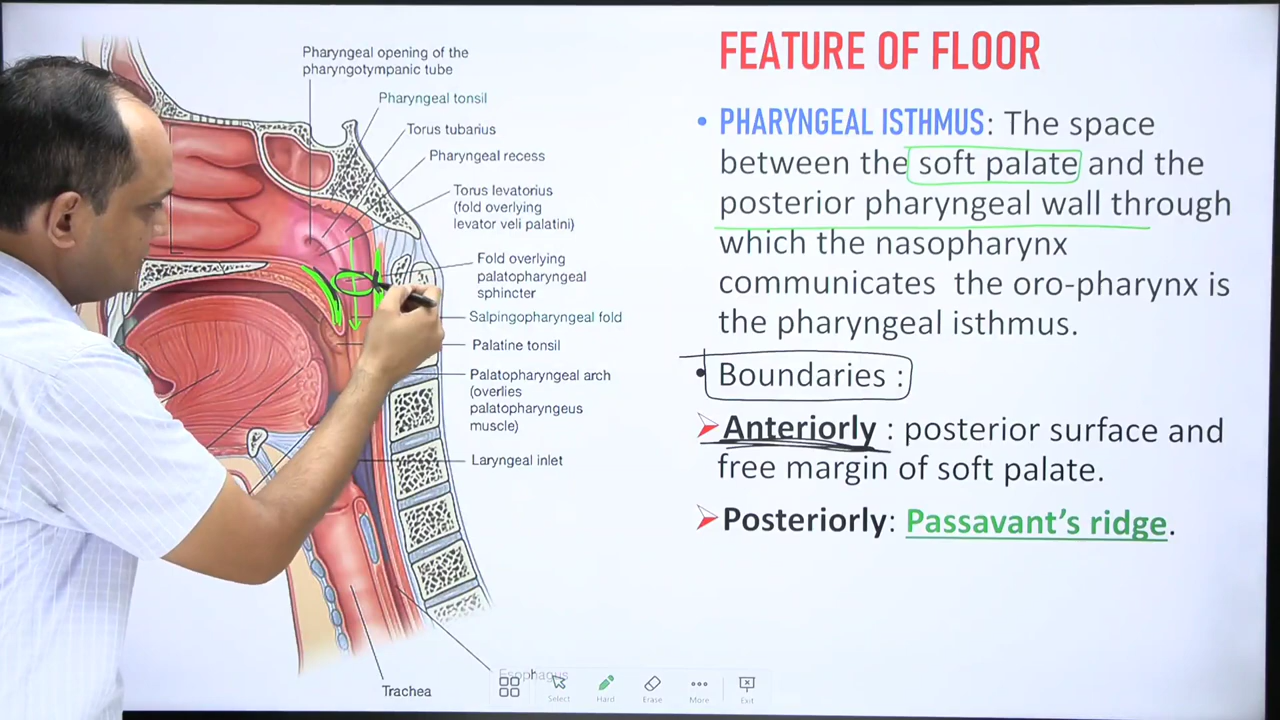 Pharyngeal opening of the
pharyngotympanic tube
Pharyngeal tonsil
Torus tubarius
Pharyngeal recess
Torus levatorius
(fold overlying
levator veli palatini)
Fold overlying
palatopharyngeal
sphincter
Salpingopharyngeal fold
Palatine tonsil
Palatopharyngeal arch
(overlies
palatopharyngeus
muscle)
Laryngeal inlet
Esophagus
Trachea
FEATURE OF FLOOR
• PHARYNGEAL ISTHMUS: The space
between the soft palate and the
posterior pharyngeal wall through
which the nasopharynx
communicates the oro-pharynx is
the pharyngeal isthmus.
• Boundaries :
Anteriorly : posterior surface and
free margin of soft palate.
Posteriorly: Passavant’s ridge.
Select
Hard
Erase
More
Exit